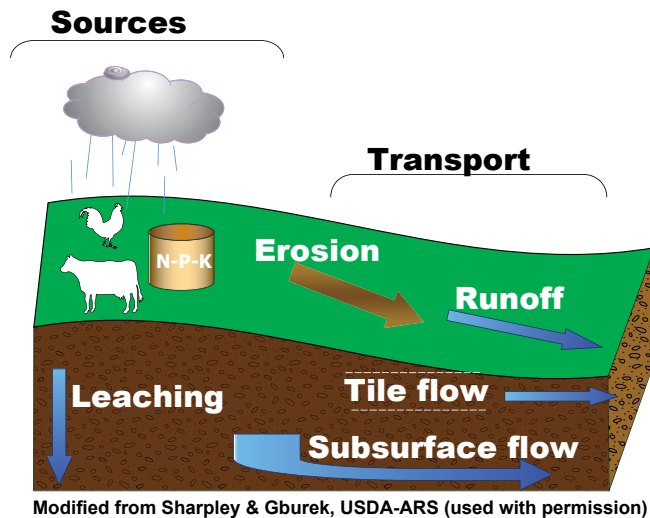 Sources
Transport
N-P-K
Erosion
Runoff
Tile flow
Leaching
Subsurface flow
Modified from Sharpley & Gburek, USDA-ARS (used with permission)